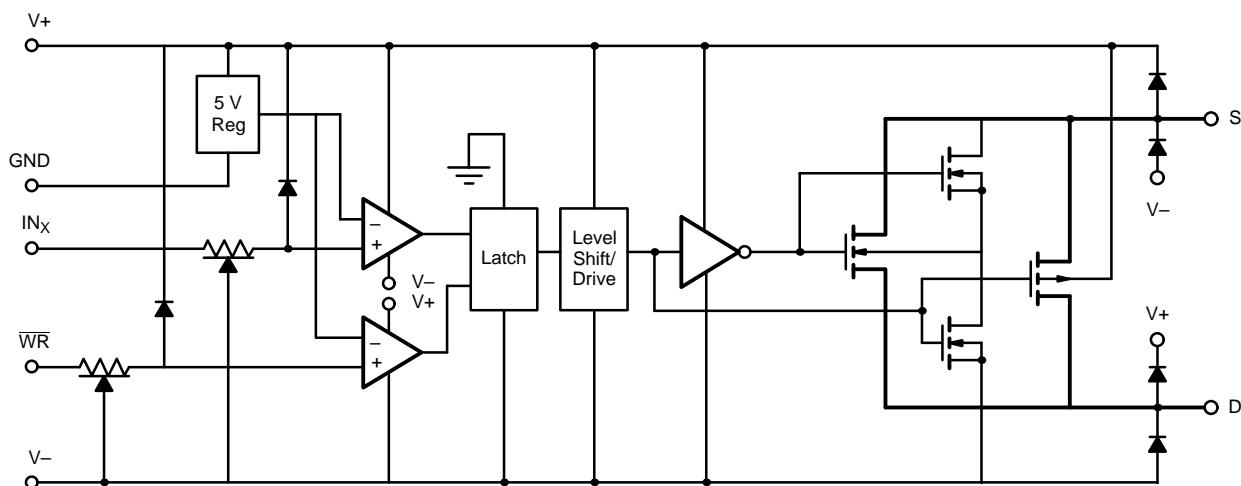 V+
5 V
Reg
GND
INX
WR
V–
–
+
V–
V+
–
+
Latch
Level
Shift/
Drive
S
V–
V+
D